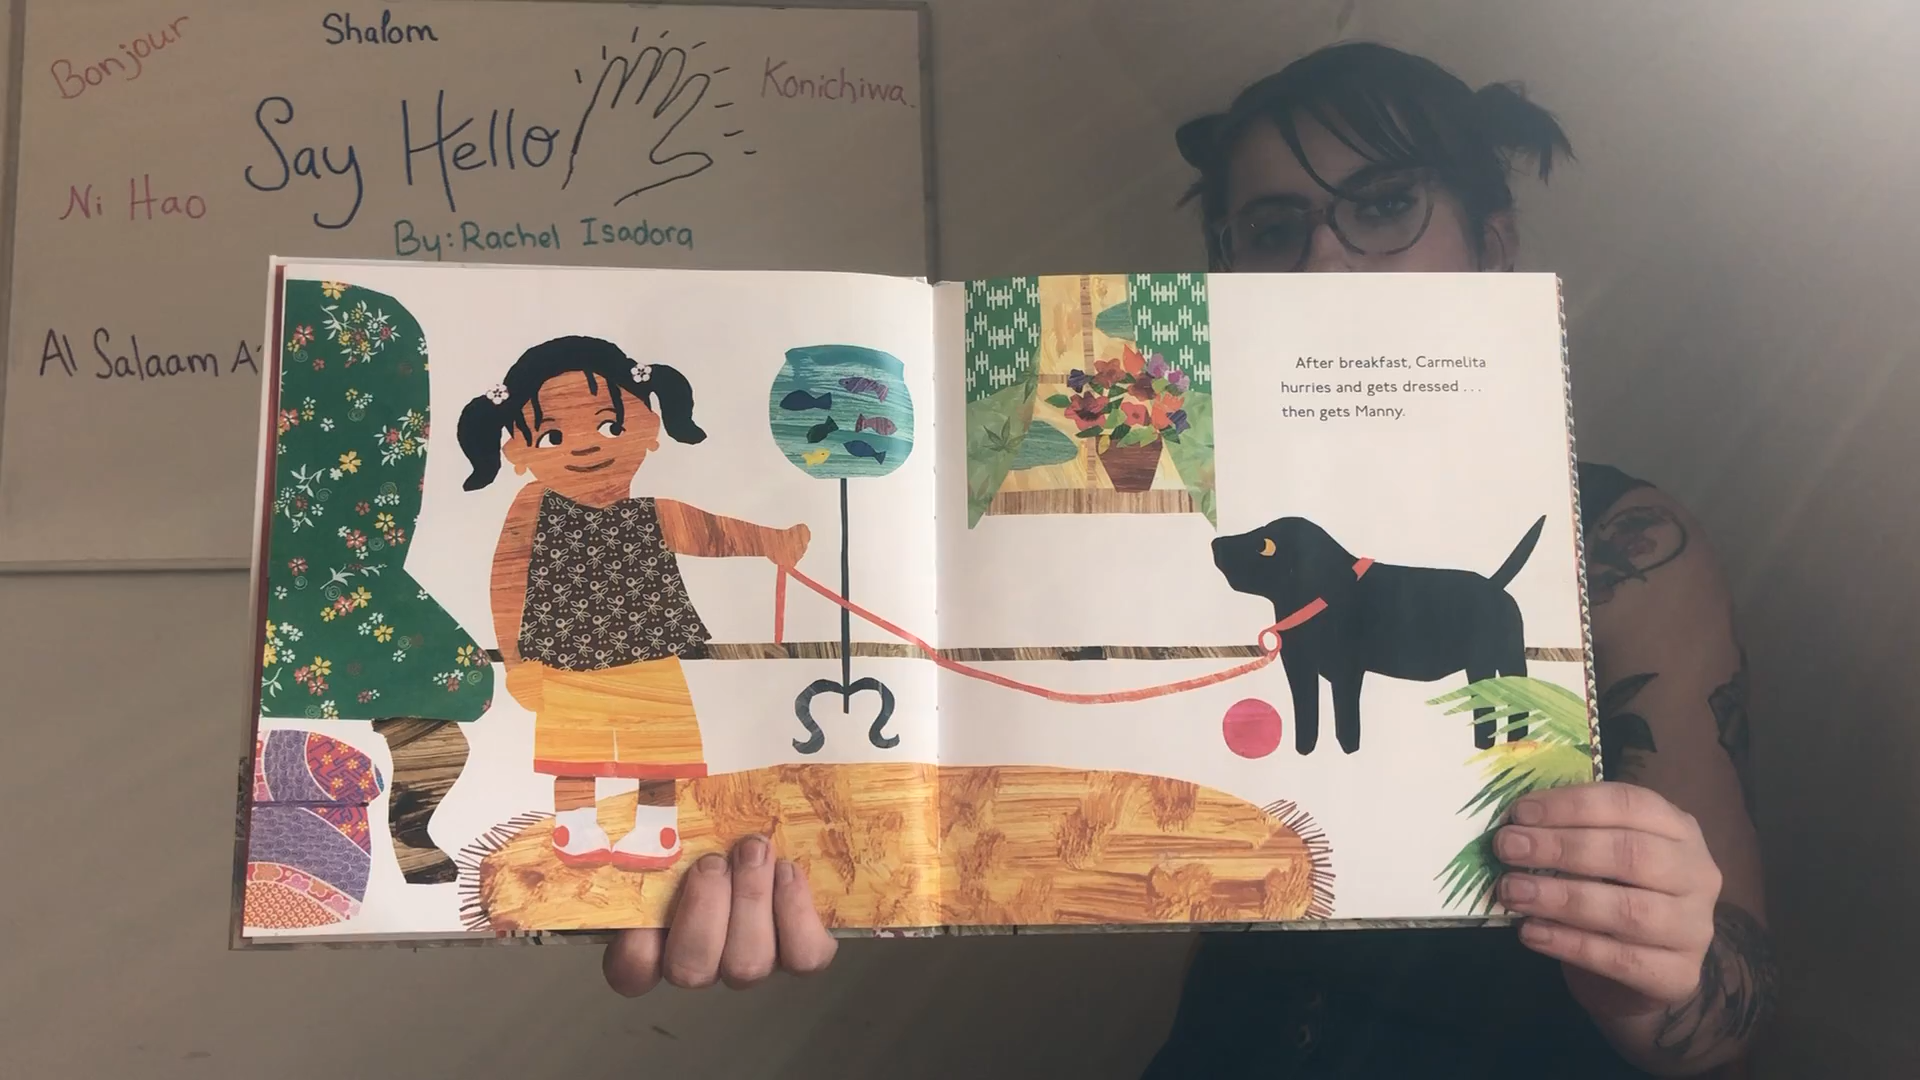 Bonjour
Shalom
Konichiwa.
Say Hello
Ni Hao
By: Rachel Isadora
Al Salaam A'
After breakfast, Carmelita
hurries and gets dressed . . .
then gets Manny.